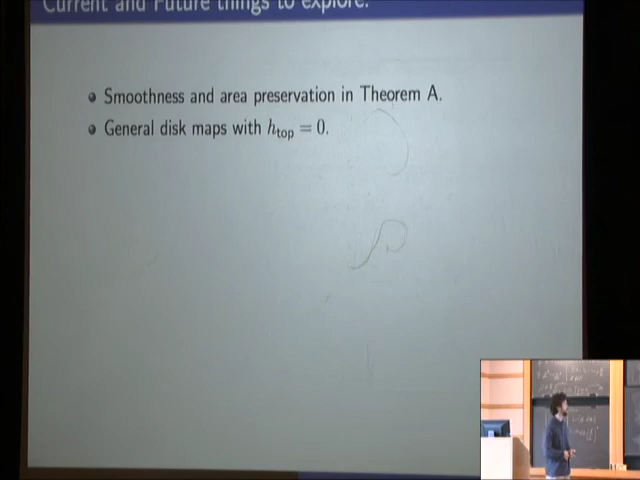 Current and Future things to explore.
Smoothness and area preservation in Theorem A.
General disk maps with h_top = 0.